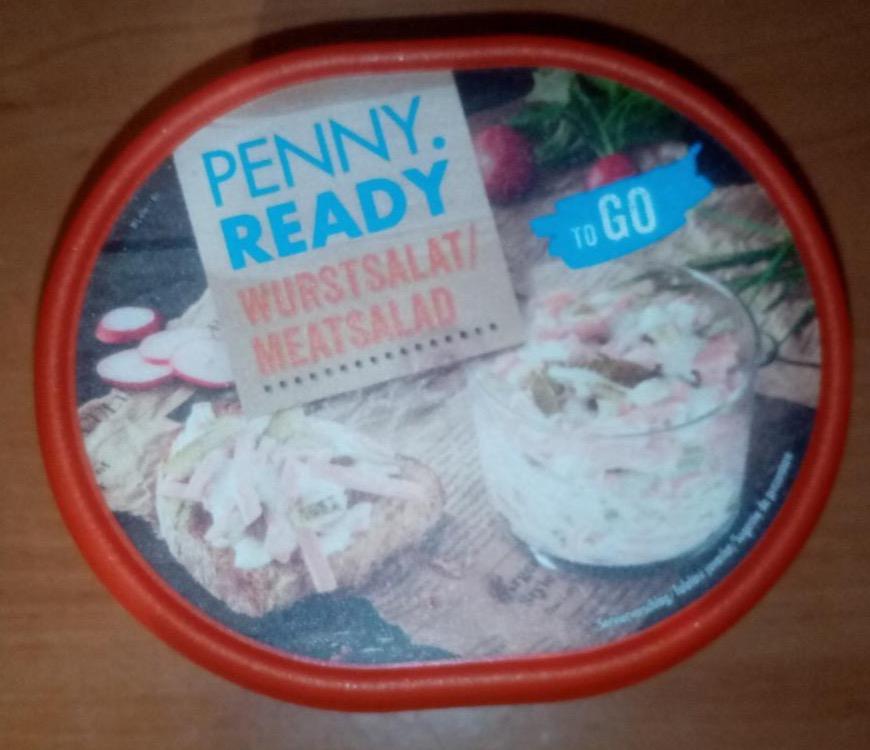 PENNY.
READY
WURSTSALAT/
MEATSALAD
TO GO